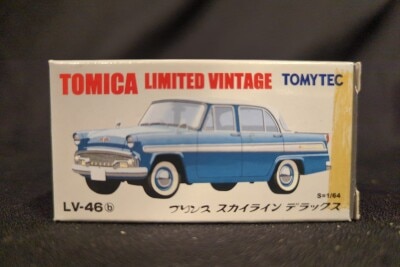 TOMICA LIMITED VINTAGE TOMYTEC
S=1/64
LV-46 ⓑ プリンス スカイライン デラックス